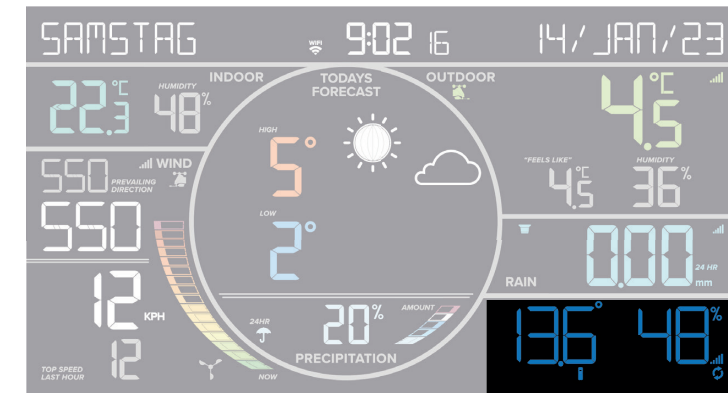 SAMSTAG WIFI 9:02 16 14/JAN/23
INDOOR TODAYS FORECAST OUTDOOR
22.3°C HUMIDITY 48% 4.5°C
HIGH 5°
"FEELS LIKE" 4.5°C HUMIDITY 36%
WIND
SSO PREVAILING DIRECTION
SSO
LOW 2°
RAIN 0.00 24 HR mm
12 KPH
24HR 20% AMOUNT
PRECIPITATION
TOP SPEED LAST HOUR 12
NOW
13.6° 48%